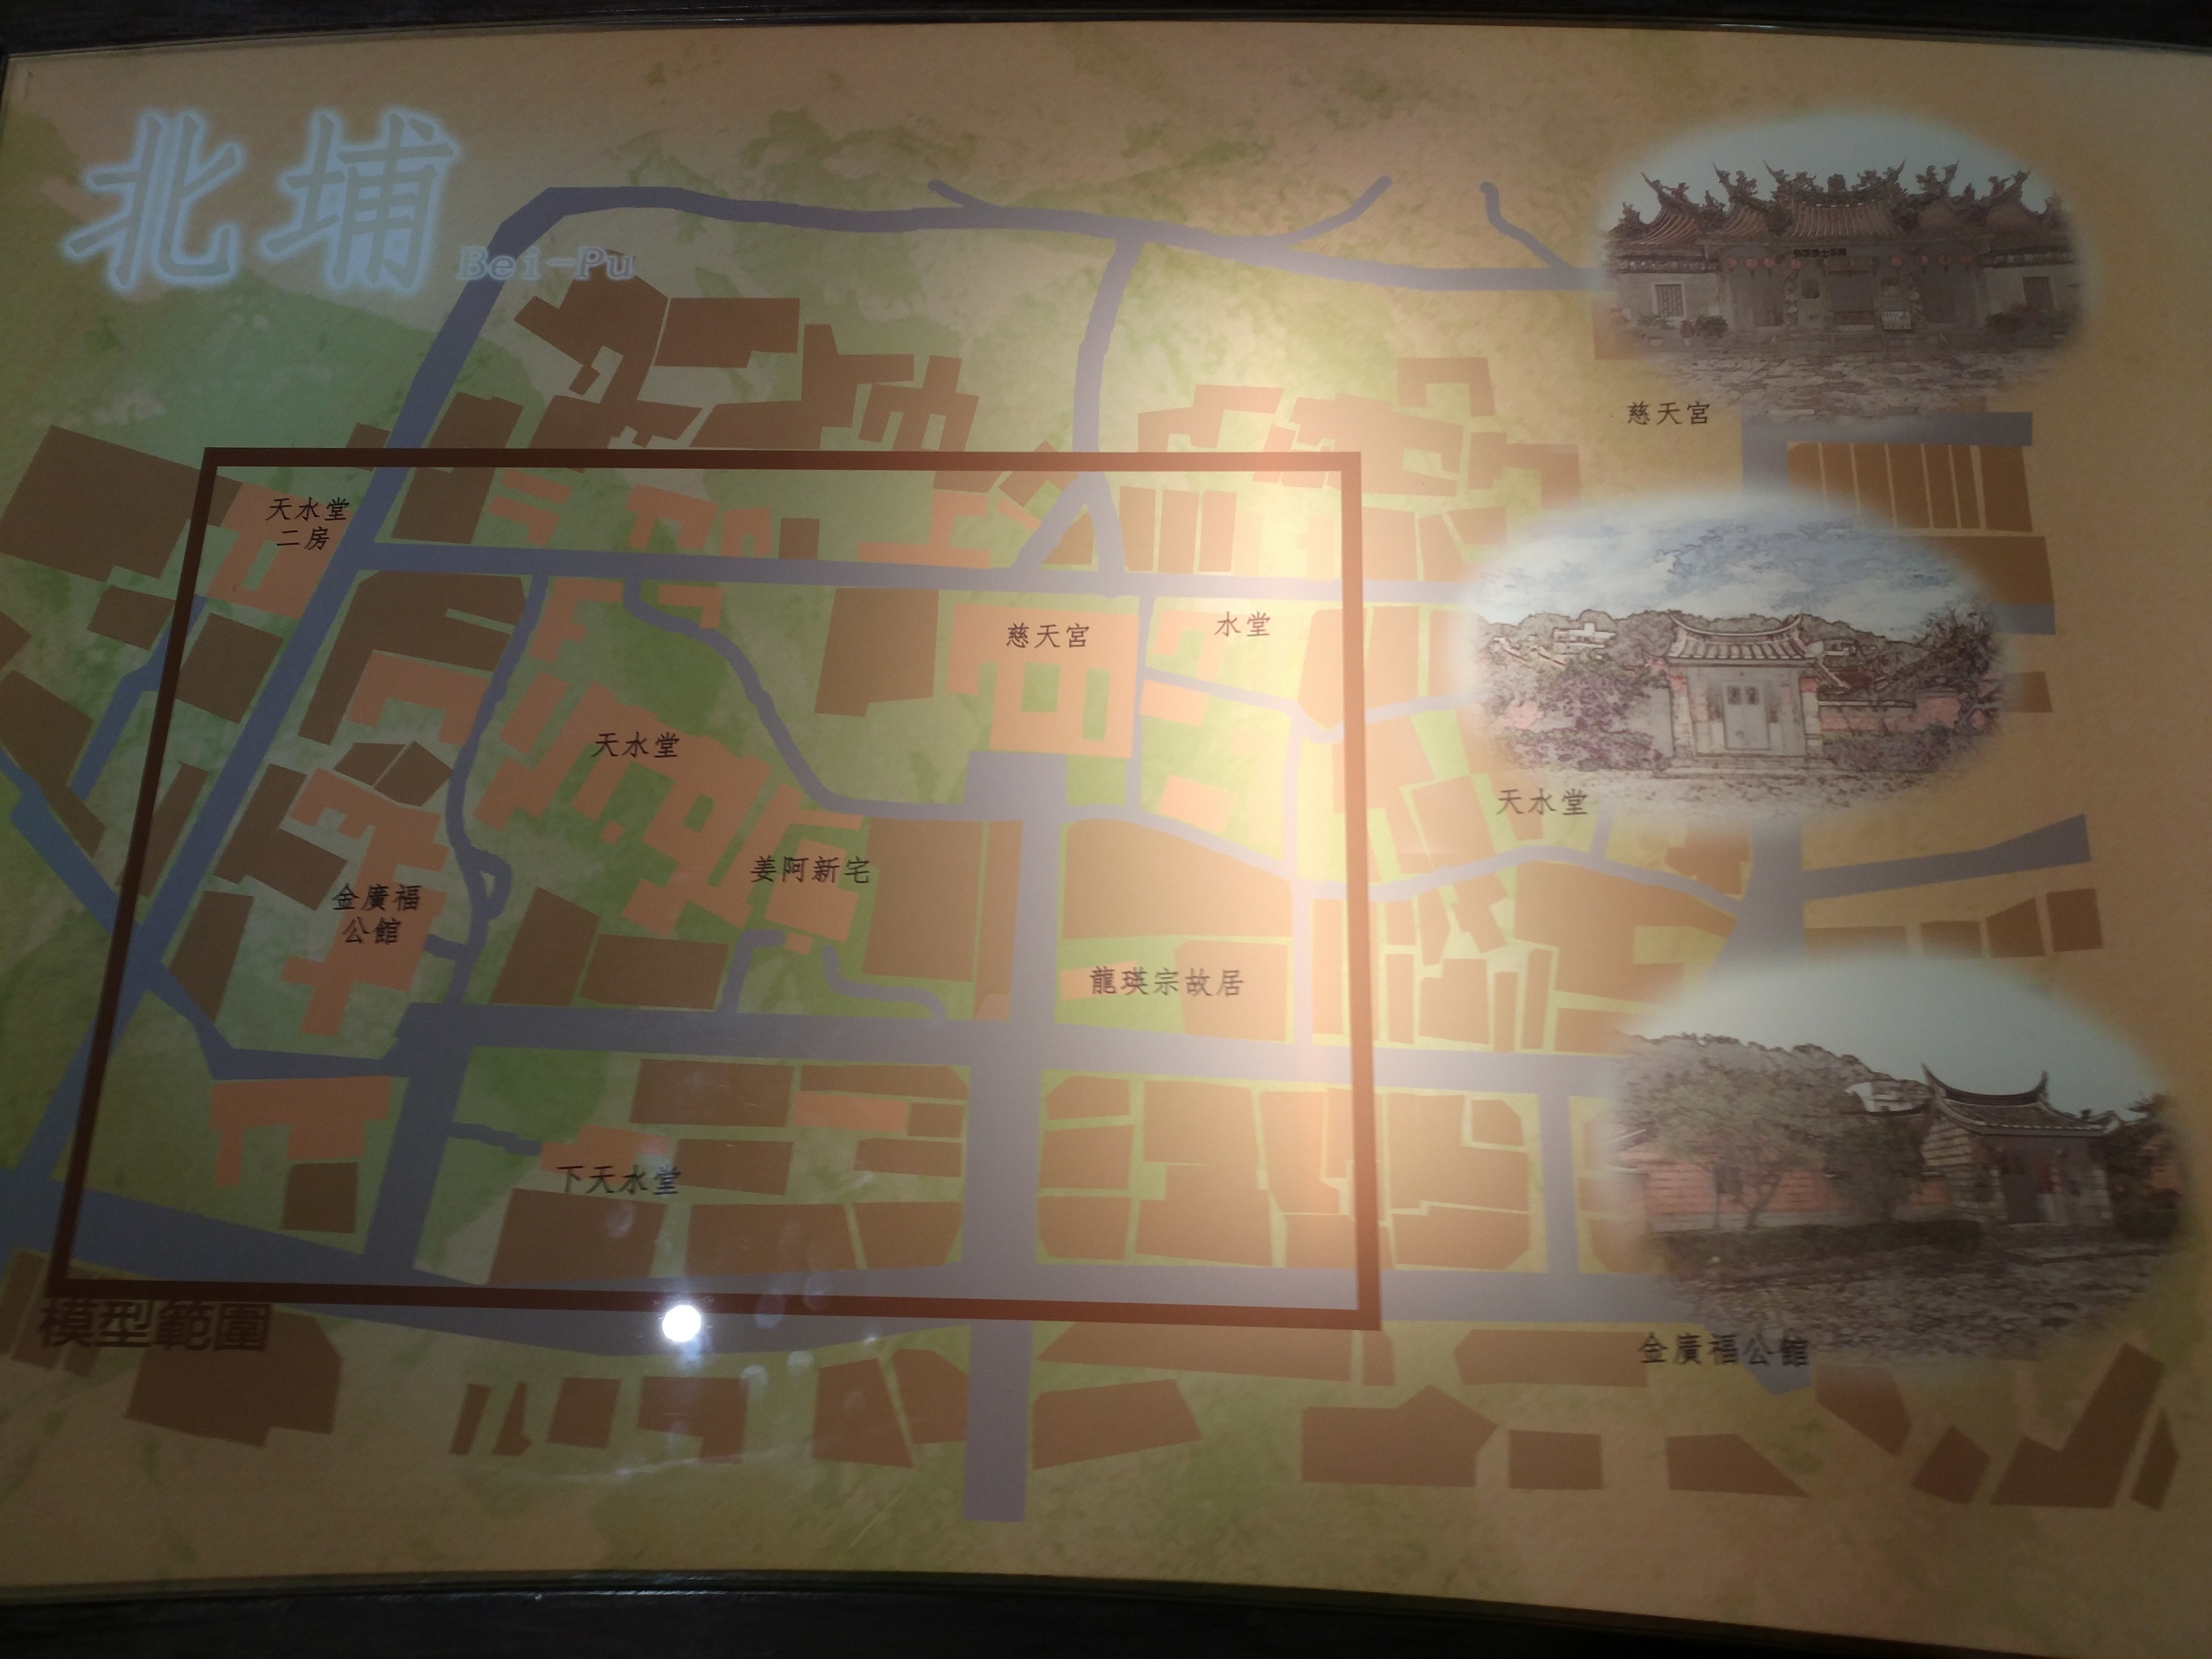 北埔
Bei-Pu
慈天宮
天水堂
二房
慈天宮
水堂
天水堂
天水堂
姜阿新宅
金廣福
公館
龍瑛宗故居
下天水堂
模型範圍
金廣福公館